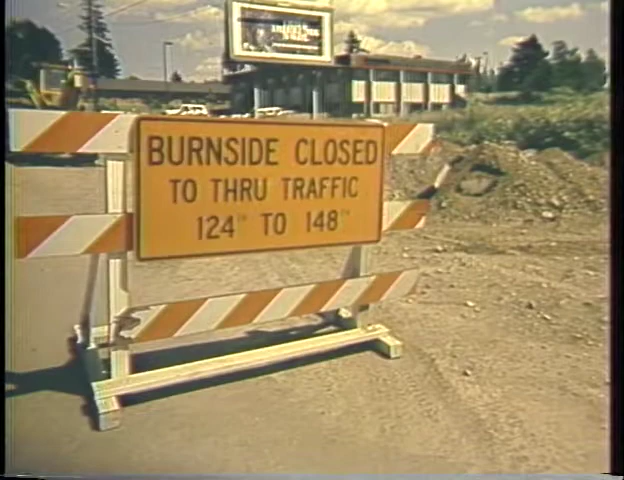 BURNSIDE CLOSED
TO THRU TRAFFIC
124TH TO 148TH